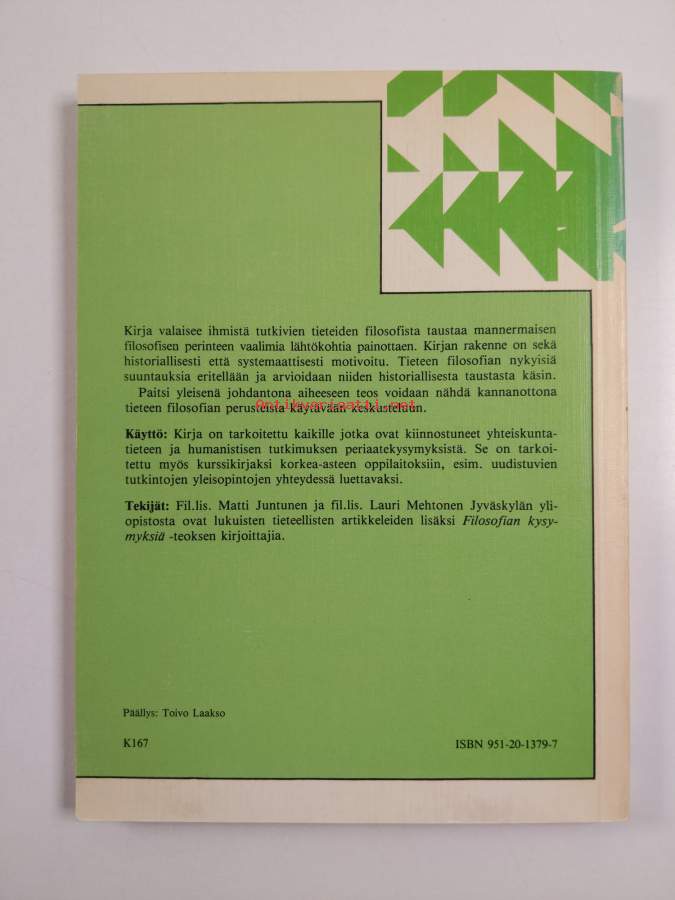 Kirja valaisee ihmistä tutkivien tieteiden filosofista taustaa mannermaisen
filosofisen perinteen vaalimia lähtökohtia painottaen. Kirjan rakenne on sekä
historiallisesti että systemaattisesti motivoitu. Tieteen filosofian nykyisiä
suuntauksia eritellään ja arvioidaan niiden historiallisesta taustasta käsin.
Paitsi yleisenä johdantona aiheeseen teos voidaan nähdä kannanottona
tieteen filosofian perusteista käytävään keskusteluun.
Antikvariaatti.net
Käyttö: Kirja on tarkoitettu kaikille jotka ovat kiinnostuneet yhteiskunta-
tieteen ja humanistisen tutkimuksen periaatekysymyksistä. Se on tarkoi-
tettu myös kurssikirjaksi korkea-asteen oppilaitoksiin, esim. uudistuvien
tutkintojen yleisopintojen yhteydessä luettavaksi.
Tekijät: Fil.lis. Matti Juntunen ja fil.lis. Lauri Mehtonen Jyväskylän yli-
opistosta ovat lukuisten tieteellisten artikkeleiden lisäksi Filosofian kysy-
myksiä -teoksen kirjoittajia.
Päällys: Toivo Laakso
K167
ISBN 951-20-1379-7